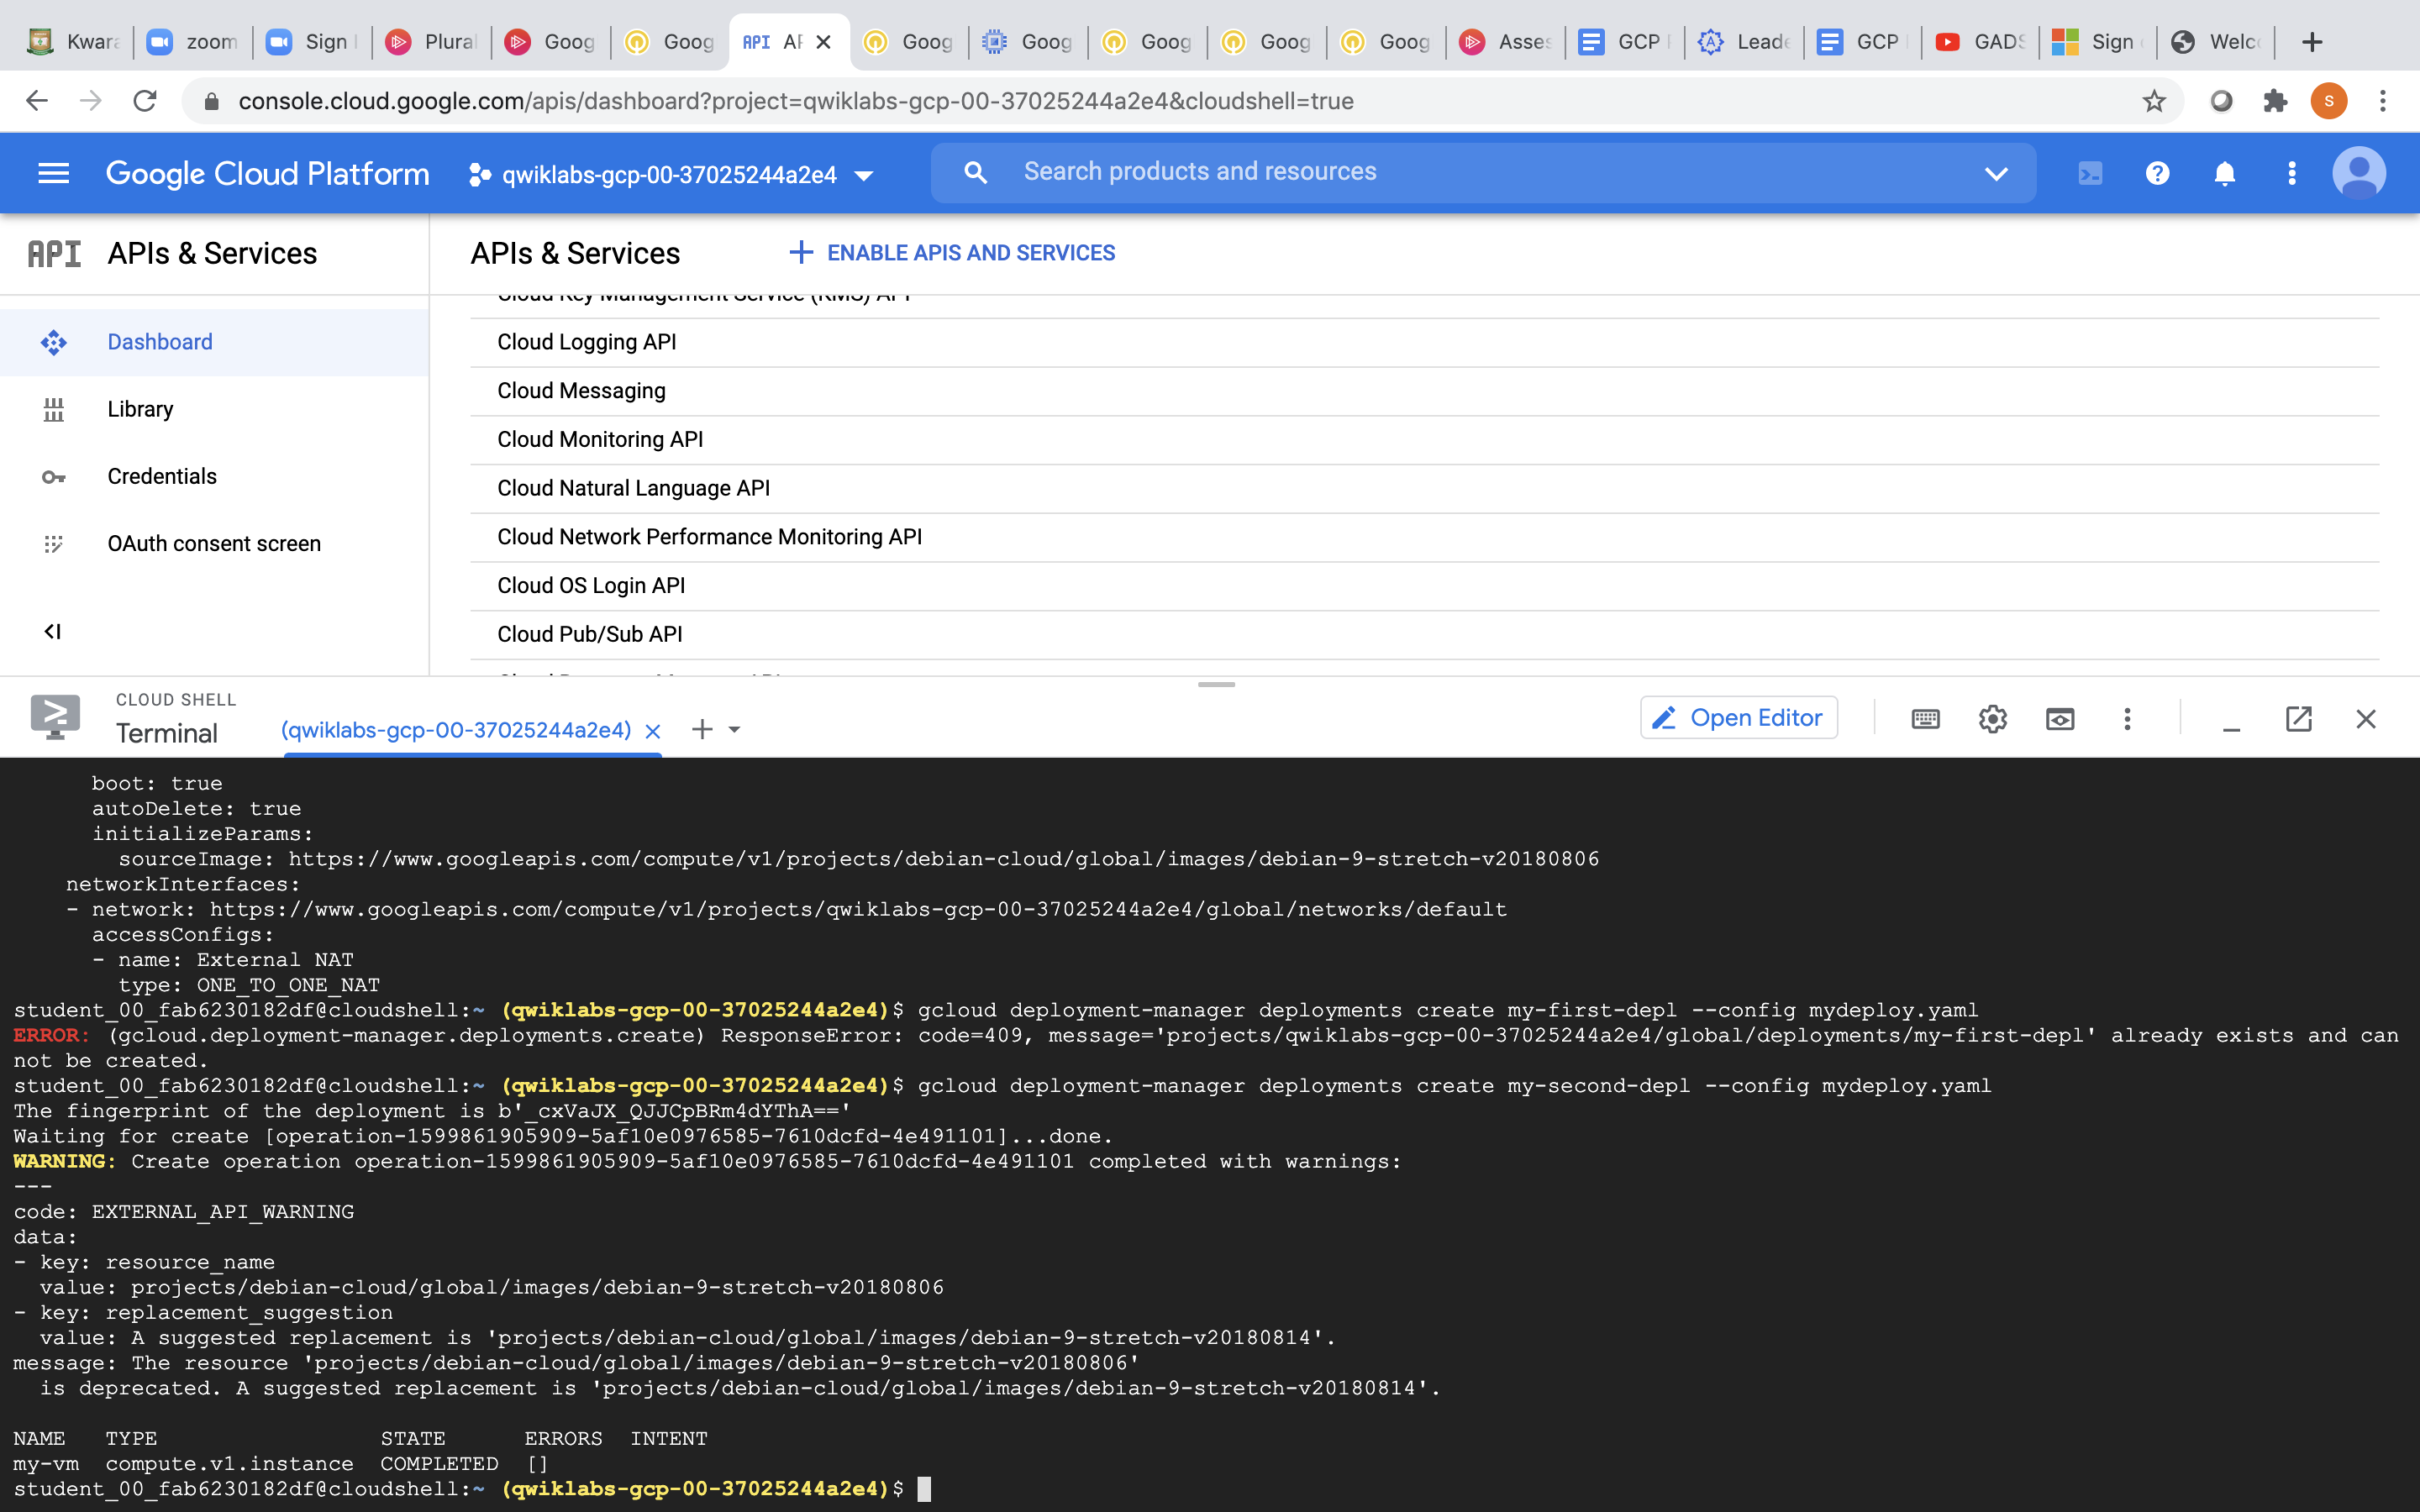 Kwara
zoom
Sign I
Plural
Goog
Goog
API AP
Goog
Goog
Goog
Goog
Goog
Asses
GCP
Leade
GCP
GADS
Sign
Welco
console.cloud.google.com/apis/dashboard?project=qwiklabs-gcp-00-37025244a2e4&cloudshell=true
S
Google Cloud Platform
qwiklabs-gcp-00-37025244a2e4
Search products and resources
API APIs & Services
APIs & Services
ENABLE APIS AND SERVICES
Cloud Key Management Service (KMS) API
Dashboard
Library
Credentials
OAuth consent screen
Cloud Logging API
Cloud Messaging
Cloud Monitoring API
Cloud Natural Language API
Cloud Network Performance Monitoring API
Cloud OS Login API
Cloud Pub/Sub API
CLOUD SHELL
Terminal
(qwiklabs-gcp-00-37025244a2e4)
Open Editor
boot: true
autoDelete: true
initializeParams:
sourceImage: https://www.googleapis.com/compute/v1/projects/debian-cloud/global/images/debian-9-stretch-v20180806
networkInterfaces:
- network: https://www.googleapis.com/compute/v1/projects/qwiklabs-gcp-00-37025244a2e4/global/networks/default
accessConfigs:
- name: External NAT
type: ONE_TO_ONE_NAT
student_00_fab6230182df@cloudshell:~ (qwiklabs-gcp-00-37025244a2e4)$ gcloud deployment-manager deployments create my-first-depl --config mydeploy.yaml
ERROR: (gcloud.deployment-manager.deployments.create) ResponseError: code=409, message='projects/qwiklabs-gcp-00-37025244a2e4/global/deployments/my-first-depl' already exists and can
not be created.
student_00_fab6230182df@cloudshell:~ (qwiklabs-gcp-00-37025244a2e4)$ gcloud deployment-manager deployments create my-second-depl --config mydeploy.yaml
The fingerprint of the deployment is b'_cxVaJX_QJJCpBRm4dYThA=='
Waiting for create [operation-1599861905909-5af10e0976585-7610dcfd-4e491101]...done.
WARNING: Create operation operation-1599861905909-5af10e0976585-7610dcfd-4e491101 completed with warnings:
---
code: EXTERNAL_API_WARNING
data:
- key: resource_name
value: projects/debian-cloud/global/images/debian-9-stretch-v20180806
- key: replacement_suggestion
value: A suggested replacement is 'projects/debian-cloud/global/images/debian-9-stretch-v20180814'.
message: The resource 'projects/debian-cloud/global/images/debian-9-stretch-v20180806'
is deprecated. A suggested replacement is 'projects/debian-cloud/global/images/debian-9-stretch-v20180814'.
NAME TYPE STATE ERRORS INTENT
my-vm compute.v1.instance COMPLETED []
student_00_fab6230182df@cloudshell:~ (qwiklabs-gcp-00-37025244a2e4)$